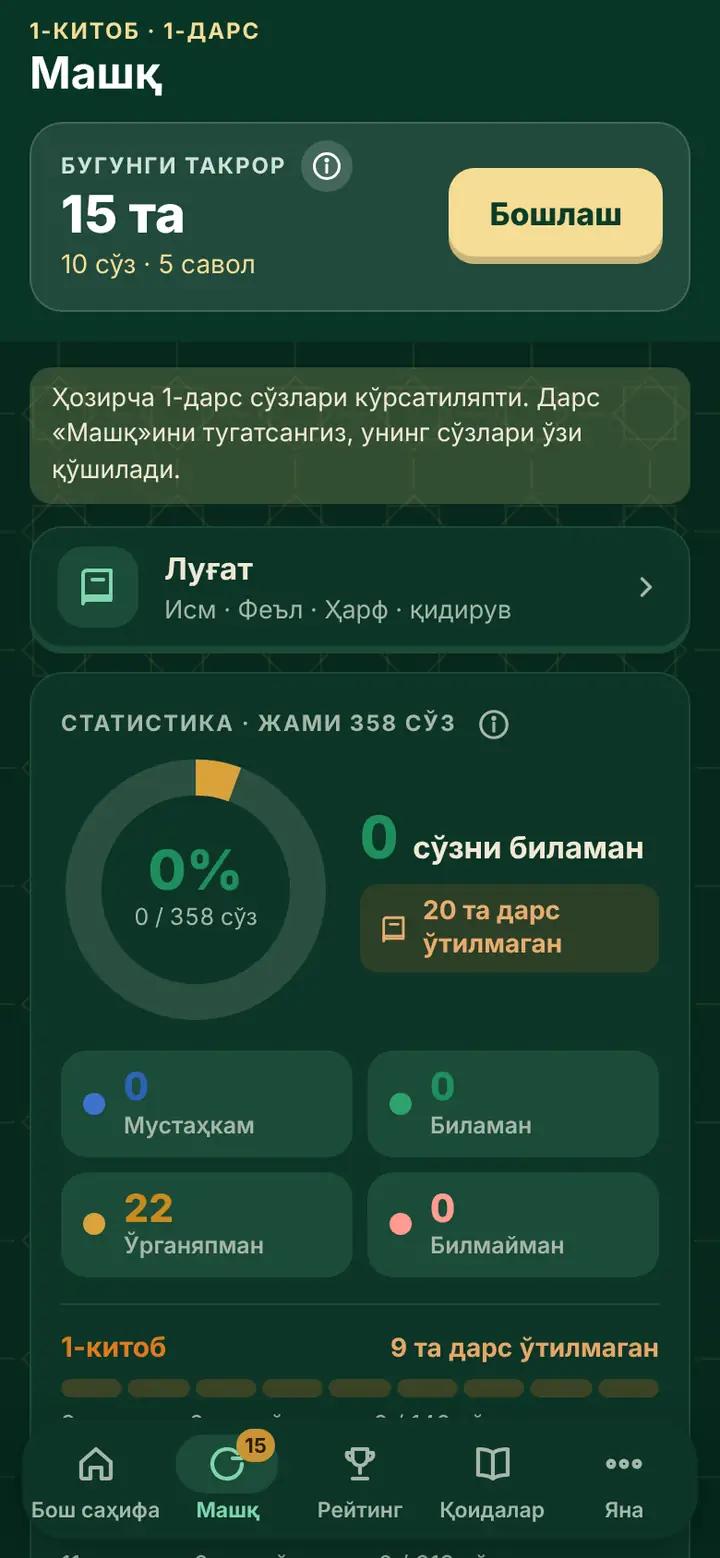 1-КИТОБ · 1-ДАРС
Машқ
БУГУНГИ ТАКРОР
15 та
10 сўз · 5 савол
Бошлаш
Ҳозирча 1-дарс сўзлари кўрсатиляпти. Дарс
«Машқ»ини тугатсангиз, унинг сўзлари ўзи
қўшилади.
Луғат
Исм · Феъл · Ҳарф · қидирув
СТАТИСТИКА · ЖАМИ 358 СЎЗ
0%
0 / 358 сўз
0 сўзни биламан
20 та дарс
ўтилмаган
0
Мустаҳкам
0
Биламан
22
Ўрганяпман
0
Билмайман
1-китоб
9 та дарс ўтилмаган
15
Бош саҳифа
Машқ
Рейтинг
Қоидалар
Яна